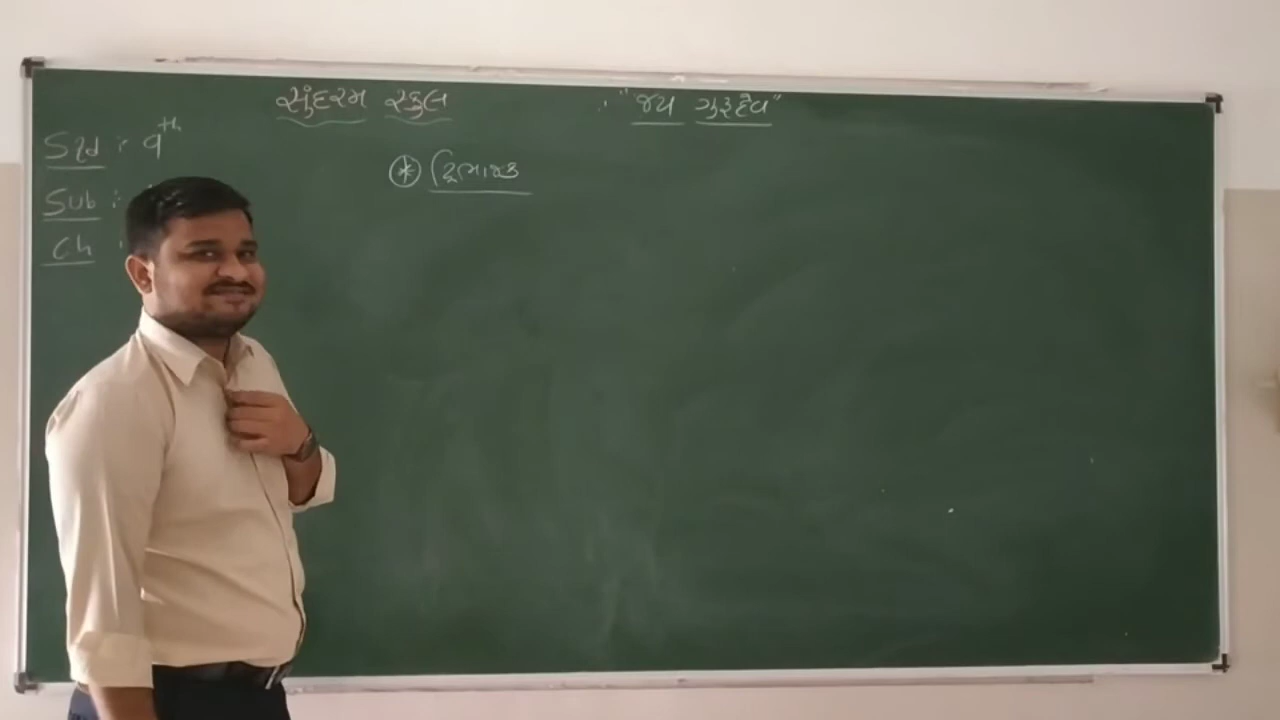 સુંદરમ સ્કુલ
"જય ગુરૂદેવ"
Std : 9th
Sub :
Ch :
* દ્વિભાજક